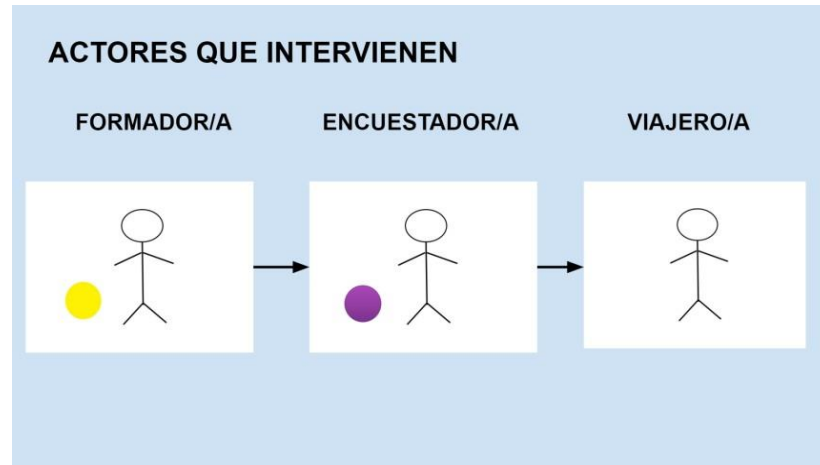 ACTORES QUE INTERVIENEN
FORMADOR/A
ENCUESTADOR/A
VIAJERO/A